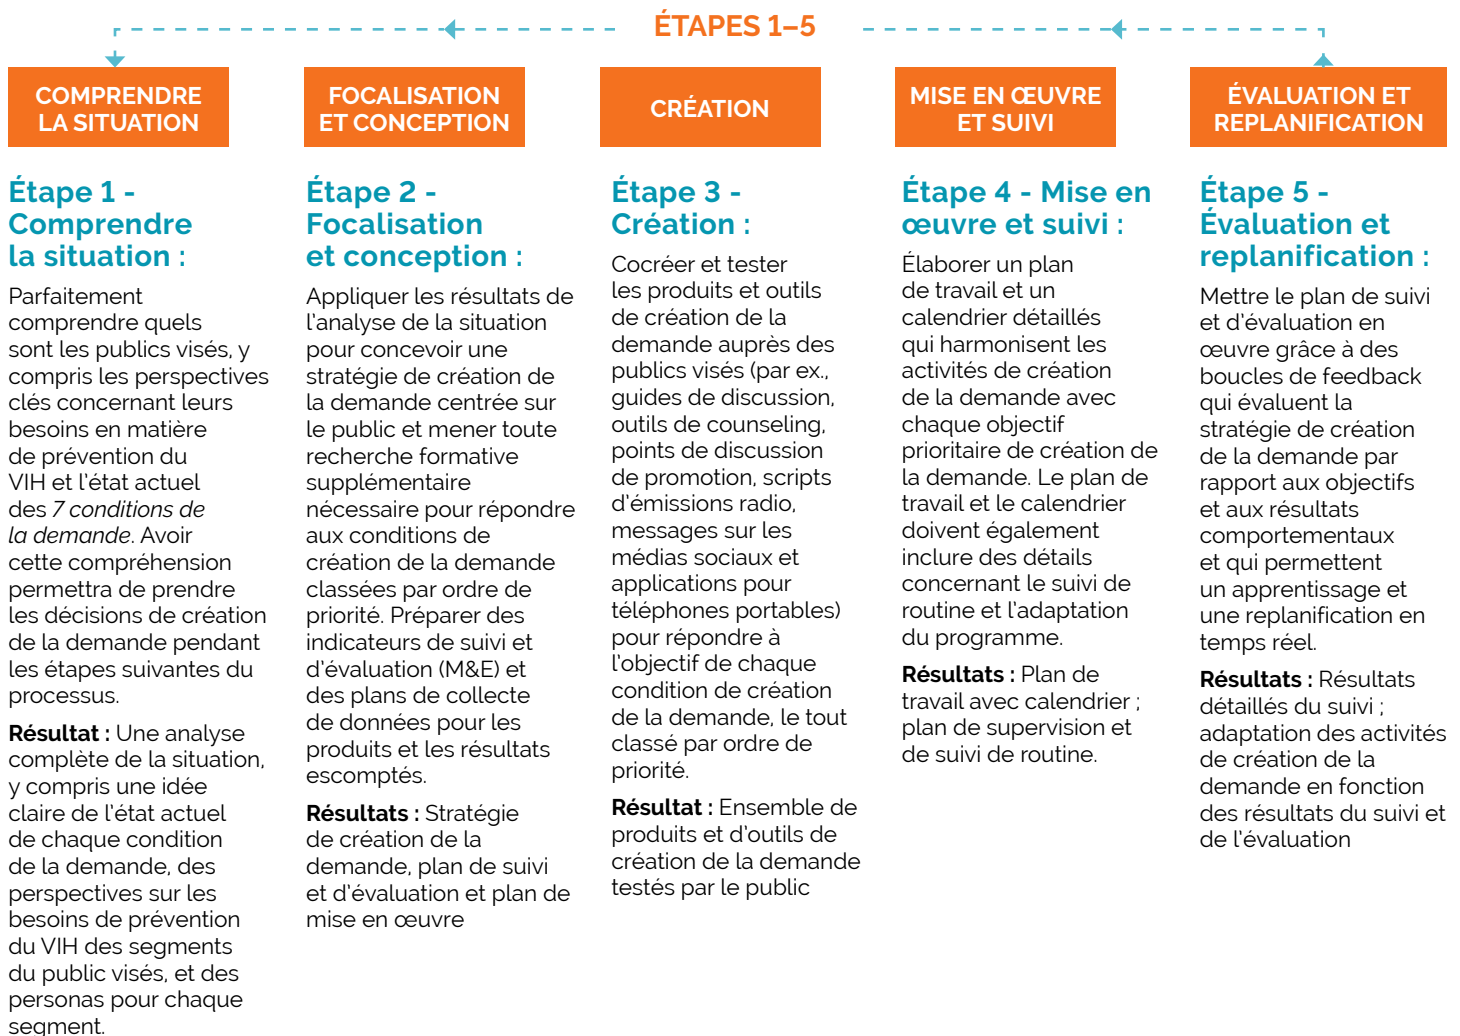 ÉTAPES 1–5
COMPRENDRE
LA SITUATION
FOCALISATION
ET CONCEPTION
CRÉATION
MISE EN ŒUVRE
ET SUIVI
ÉVALUATION ET
REPLANIFICATION
Étape 1 -
Comprendre
la situation :
Parfaitement
comprendre quels
sont les publics visés, y
compris les perspectives
clés concernant leurs
besoins en matière
de prévention du
VIH et l’état actuel
des 7 conditions de
la demande. Avoir
cette compréhension
permettra de prendre
les décisions de création
de la demande pendant
les étapes suivantes du
processus.
Résultat : Une analyse
complète de la situation,
y compris une idée
claire de l’état actuel
de chaque condition
de la demande, des
perspectives sur les
besoins de prévention
du VIH des segments
du public visés, et des
personas pour chaque
segment.
Étape 2 -
Focalisation
et conception :
Appliquer les résultats de
l’analyse de la situation
pour concevoir une
stratégie de création de
la demande centrée sur
le public et mener toute
recherche formative
supplémentaire
nécessaire pour répondre
aux conditions de
création de la demande
classées par ordre de
priorité. Préparer des
indicateurs de suivi et
d’évaluation (M&E) et
des plans de collecte
de données pour les
produits et les résultats
escomptés.
Résultats : Stratégie
de création de la
demande, plan de suivi
et d’évaluation et plan de
mise en œuvre
Étape 3 -
Création :
Cocréer et tester
les produits et outils
de création de la
demande auprès des
publics visés (par ex.,
guides de discussion,
outils de counseling,
points de discussion
de promotion, scripts
d’émissions radio,
messages sur les
médias sociaux et
applications pour
téléphones portables)
pour répondre à
l’objectif de chaque
condition de création
de la demande, le tout
classé par ordre de
priorité.
Résultat : Ensemble de
produits et d’outils de
création de la demande
testés par le public
Étape 4 - Mise en
œuvre et suivi :
Élaborer un plan
de travail et un
calendrier détaillés
qui harmonisent les
activités de création
de la demande avec
chaque objectif
prioritaire de création de
la demande. Le plan de
travail et le calendrier
doivent également
inclure des détails
concernant le suivi de
routine et l’adaptation
du programme.
Résultats : Plan de
travail avec calendrier ;
plan de supervision et
de suivi de routine.
Étape 5 -
Évaluation et
replanification :
Mettre le plan de suivi
et d’évaluation en
œuvre grâce à des
boucles de feedback
qui évaluent la
stratégie de création
de la demande par
rapport aux objectifs
et aux résultats
comportementaux
et qui permettent
un apprentissage et
une replanification en
temps réel.
Résultats : Résultats
détaillés du suivi ;
adaptation des activités
de création de la
demande en fonction
des résultats du suivi et
de l’évaluation